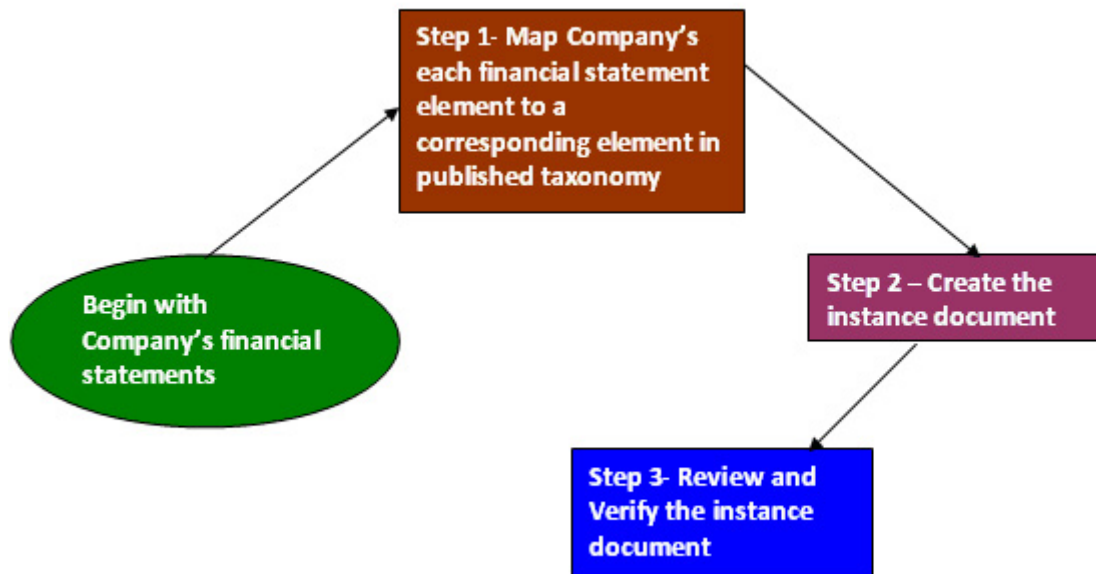 Begin with
Company's financial
statements
Step 1- Map Company's
each financial statement
element to a
corresponding element in
published taxonomy
Step 2 – Create the
instance document
Step 3- Review and
Verify the instance
document